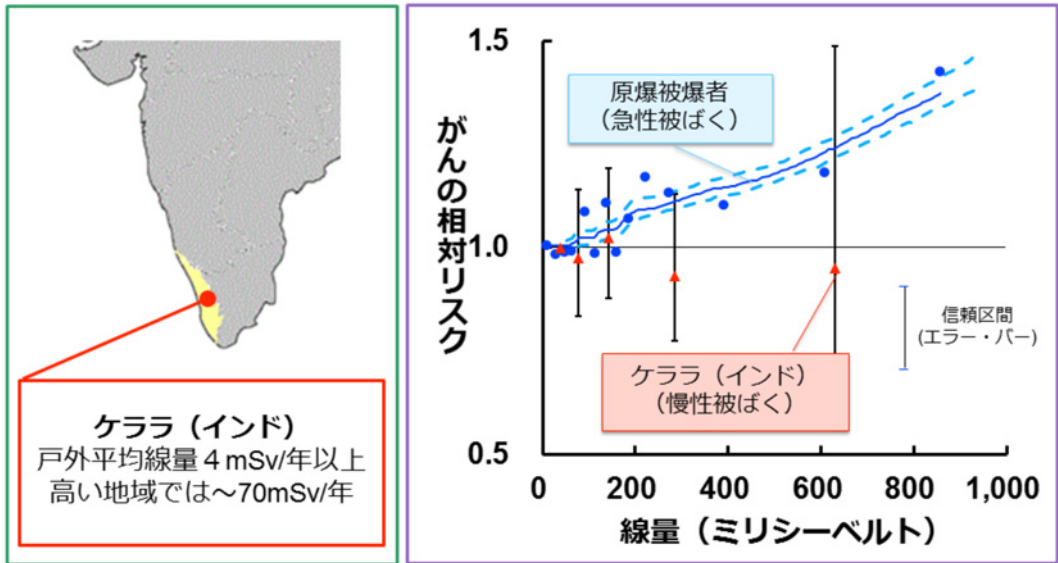 ケララ（インド）
戸外平均線量４mSv/年以上
高い地域では～70mSv/年
がんの相対リスク
1.5
1.0
0.5
原爆被爆者
（急性被ばく）
信頼区間
(エラー・バー)
ケララ（インド）
（慢性被ばく）
0
200
400
600
800
1,000
線量（ミリシーベルト）